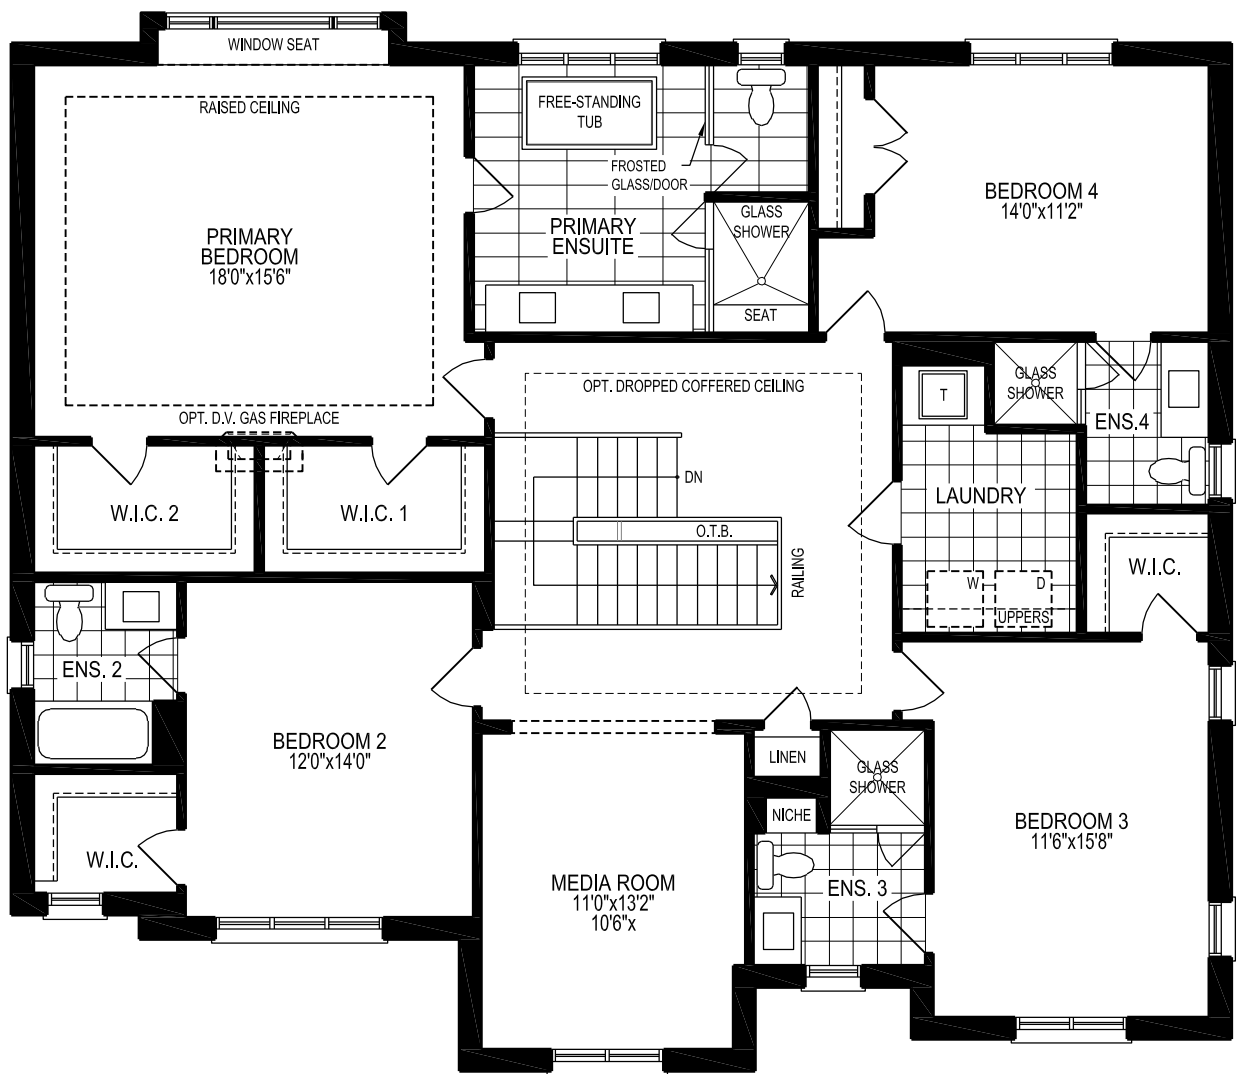 WINDOW SEAT
RAISED CEILING
PRIMARY
BEDROOM
18'0"x15'6"
OPT. D.V. GAS FIREPLACE
FREE-STANDING
TUB
FROSTED
GLASS/DOOR
PRIMARY
ENSUITE
GLASS
SHOWER
SEAT
BEDROOM 4
14'0"x11'2"
OPT. DROPPED COFFERED CEILING
T
GLASS
SHOWER
ENS.4
W.I.C. 2
W.I.C. 1
DN
O.T.B.
RAILING
LAUNDRY
W
D
UPPERS
W.I.C.
ENS. 2
BEDROOM 2
12'0"x14'0"
W.I.C.
LINEN
GLASS
SHOWER
NICHE
ENS. 3
MEDIA ROOM
11'0"x13'2"
10'6"x
BEDROOM 3
11'6"x15'8"